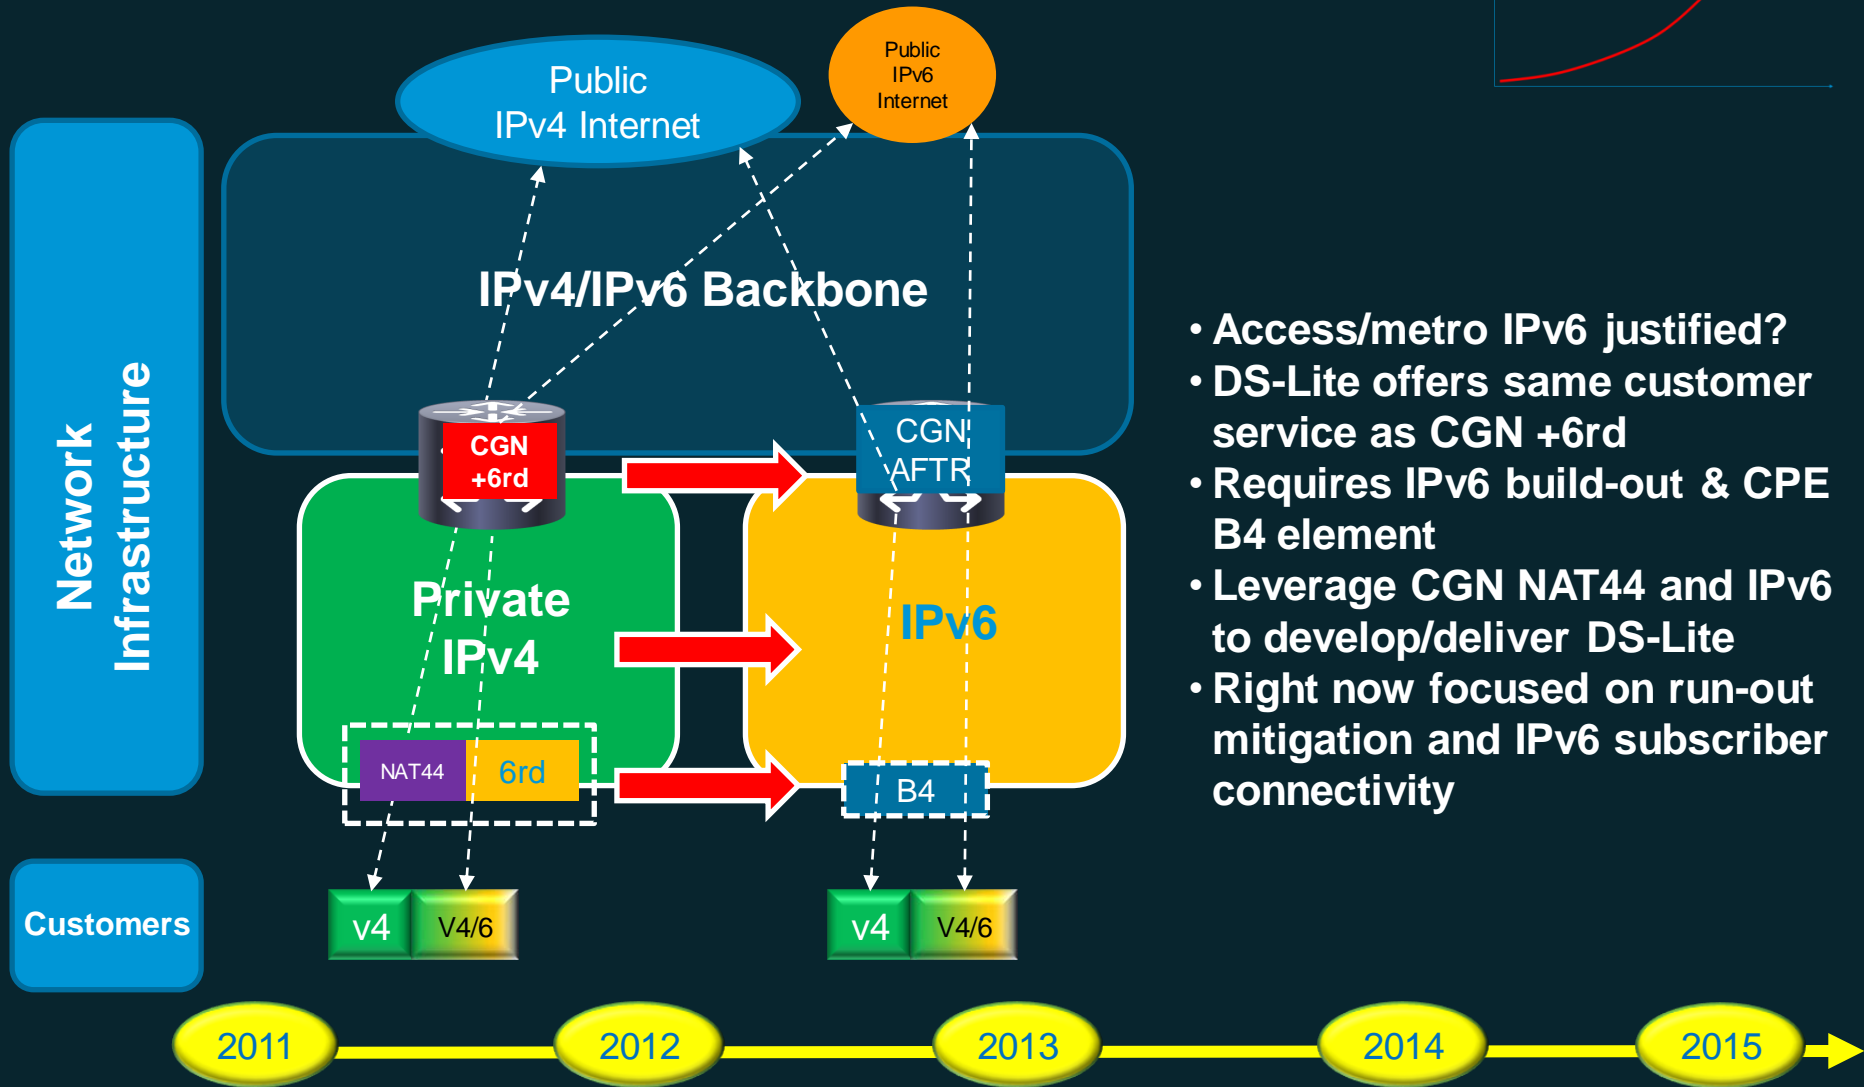 Public
IPv4 Internet
Public
IPv6
Internet
Network
Infrastructure
IPv4/IPv6 Backbone
CGN
+6rd
CGN
AFTR
Private
IPv4
IPv6
NAT44
6rd
B4
Customers
v4
V4/6
v4
V4/6
• Access/metro IPv6 justified?
• DS-Lite offers same customer
service as CGN +6rd
• Requires IPv6 build-out & CPE
B4 element
• Leverage CGN NAT44 and IPv6
to develop/deliver DS-Lite
• Right now focused on run-out
mitigation and IPv6 subscriber
connectivity
2011
2012
2013
2014
2015